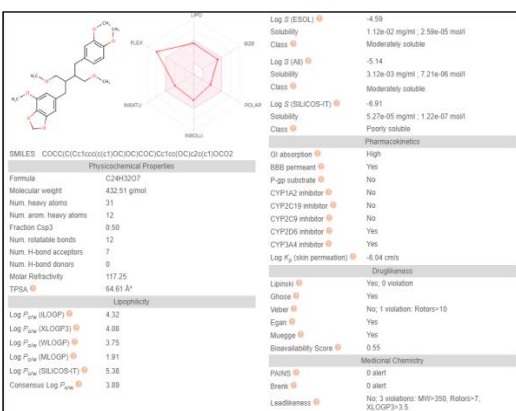 LIPO
FLEX
SIZE
INSATU
POLAR
INSOLU
SMILES COCC(C(Cc1ccc(c(c1)OC)OC)COC)Cc1cc(OC)c2c(c1)OCO2
Physicochemical Properties
Formula C24H32O7
Molecular weight 432.51 g/mol
Num. heavy atoms 31
Num. arom. heavy atoms 12
Fraction Csp3 0.50
Num. rotatable bonds 12
Num. H-bond acceptors 7
Num. H-bond donors 0
Molar Refractivity 117.25
TPSA 64.61 Å²
Lipophilicity
Log Po/w (iLOGP) 4.32
Log Po/w (XLOGP3) 4.08
Log Po/w (WLOGP) 3.75
Log Po/w (MLOGP) 1.91
Log Po/w (SILICOS-IT) 5.38
Consensus Log Po/w 3.89
Log S (ESOL) -4.59
Solubility 1.12e-02 mg/ml ; 2.59e-05 mol/l
Class Moderately soluble
Log S (Ali) -5.14
Solubility 3.12e-03 mg/ml ; 7.21e-06 mol/l
Class Moderately soluble
Log S (SILICOS-IT) -6.91
Solubility 5.27e-05 mg/ml ; 1.22e-07 mol/l
Class Poorly soluble
Pharmacokinetics
GI absorption High
BBB permeant Yes
P-gp substrate No
CYP1A2 inhibitor No
CYP2C19 inhibitor No
CYP2C9 inhibitor No
CYP2D6 inhibitor Yes
CYP3A4 inhibitor Yes
Log Kp (skin permeation) -6.04 cm/s
Druglikeness
Lipinski Yes; 0 violation
Ghose Yes
Veber No; 1 violation: Rotors>10
Egan Yes
Muegge Yes
Bioavailability Score 0.55
Medicinal Chemistry
PAINS 0 alert
Brenk 0 alert
Leadlikeness No; 3 violations: MW>350, Rotors>7,
XLOGP3>3.5